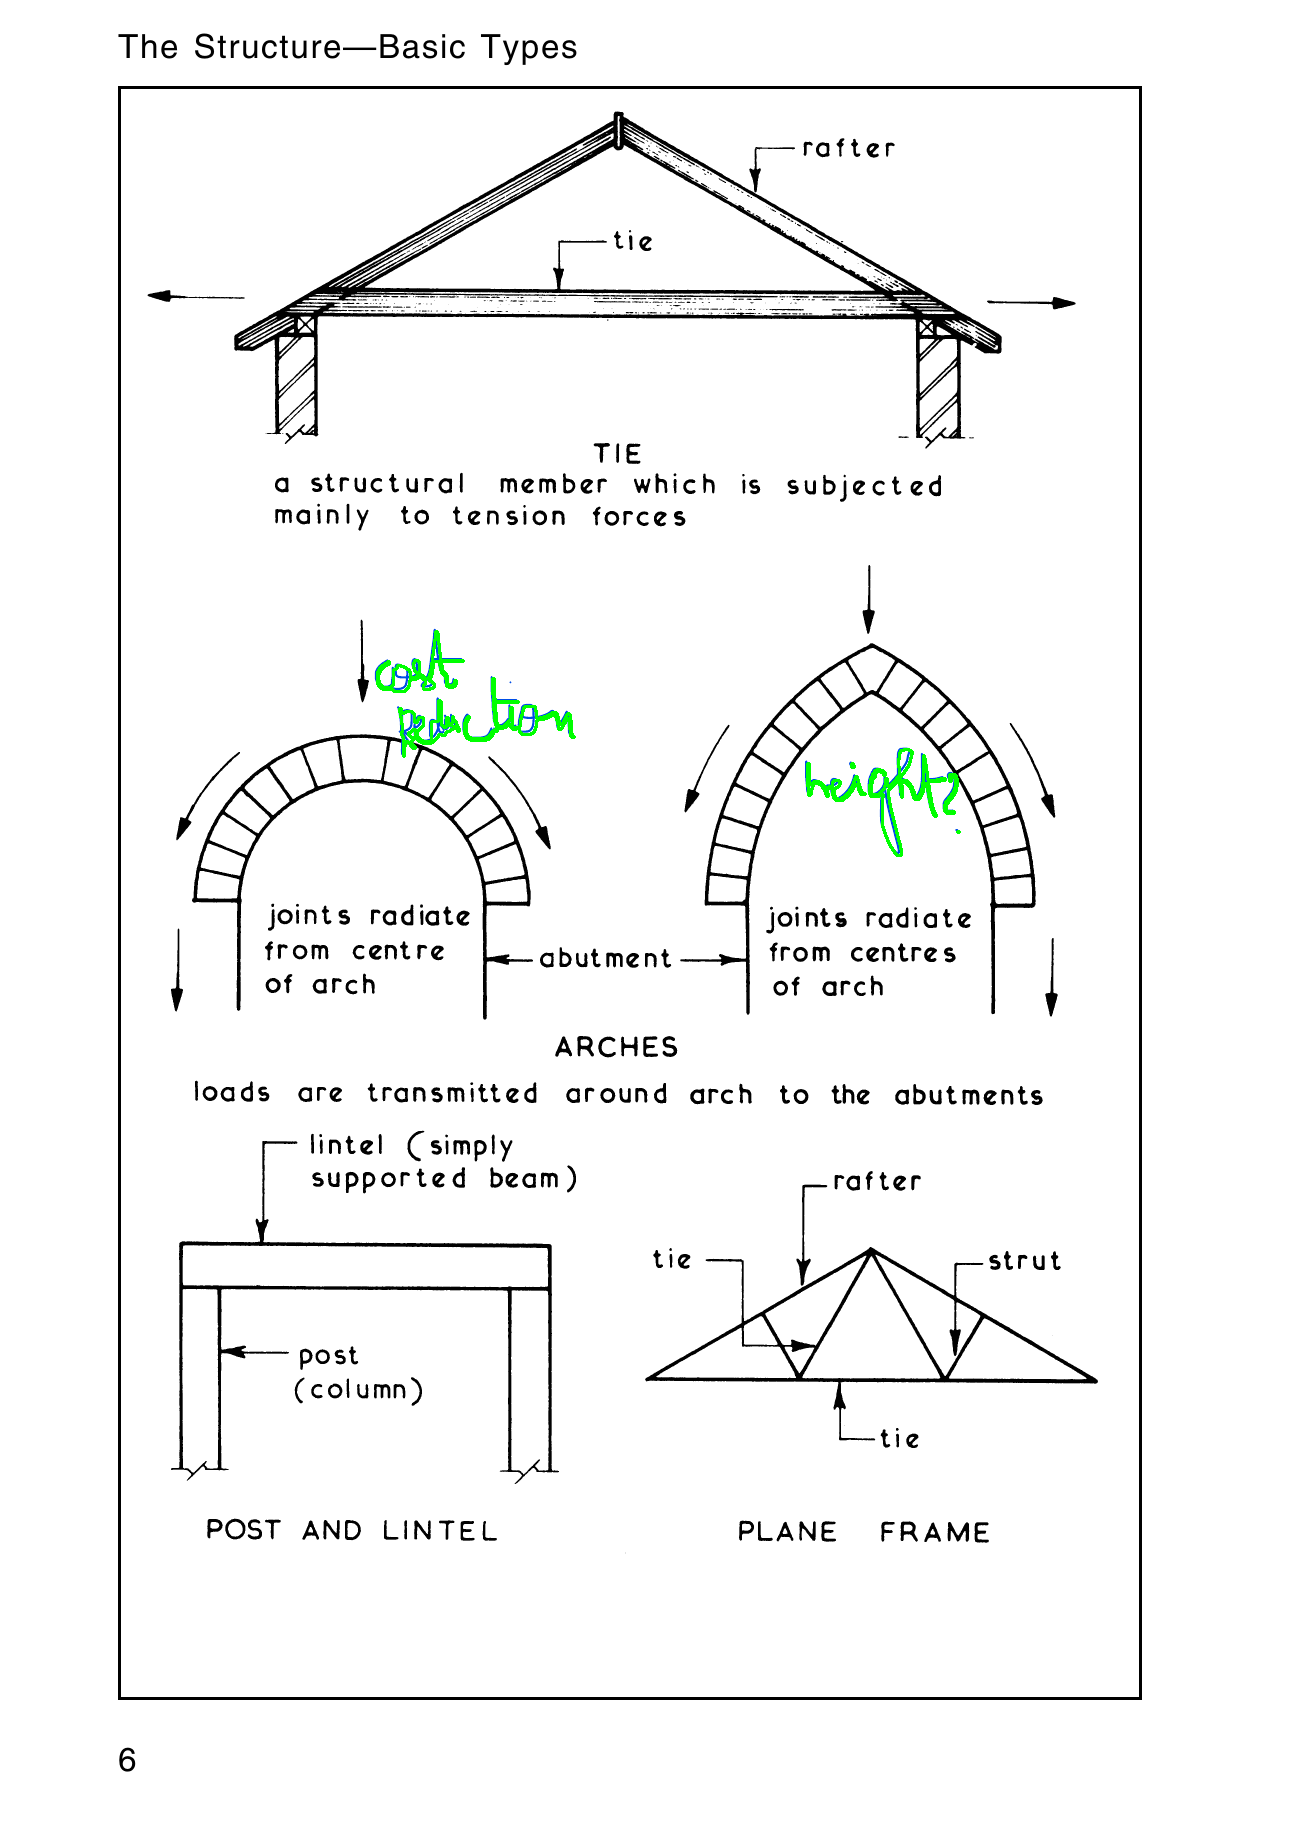 The Structure—Basic Types
rafter
tie
TIE
a structural member which is subjected
mainly to tension forces
cost
Reduction
height?
joints radiate
from centre
of arch
abutment
joints radiate
from centres
of arch
ARCHES
loads are transmitted around arch to the abutments
lintel (simply
supported beam)
post
(column)
POST AND LINTEL
rafter
tie
strut
tie
PLANE FRAME
6